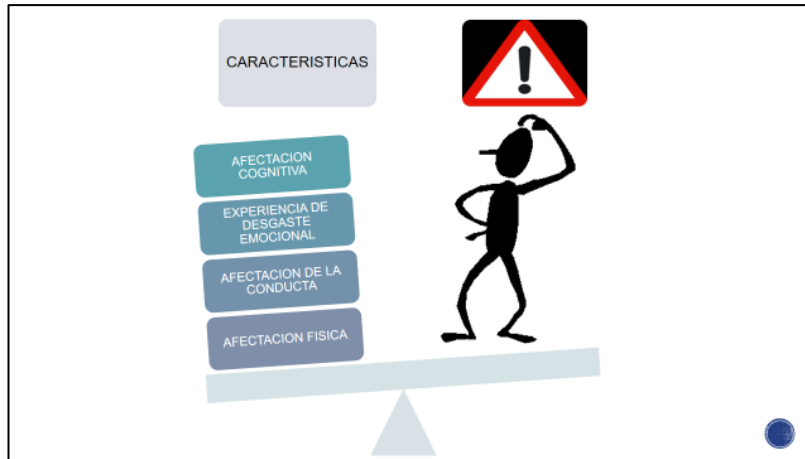 CARACTERISTICAS
AFECTACION
COGNITIVA
EXPERIENCIA DE
DESGASTE
EMOCIONAL
AFECTACION DE LA
CONDUCTA
AFECTACION FISICA